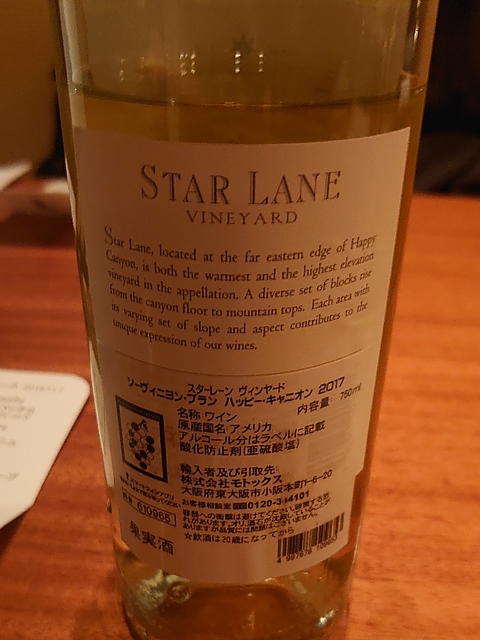 STAR LANE
VINEYARD
Star Lane, located at the far eastern edge of Happy
Canyon, is both the warmest and the highest elevation
vineyard in the appellation. A diverse set of blocks rise
from the canyon floor to mountain tops. Each area with
its varying set of slope and aspect contributes to the
unique expression of our wines.
スターレーン ヴィンヤード
ソーヴィニヨン・ブラン ハッピー・キャニオン 2017
内容量: 750ml
名称:ワイン
原産国名:アメリカ
アルコール分はラベルに記載
酸化防止剤(亜硫酸塩)
輸入者及び引取先:
株式会社モトックス
大阪府東大阪市小阪本町1-6-20
お客様相談室 0120-344101
610965
果実酒
☆飲酒は20歳になってから